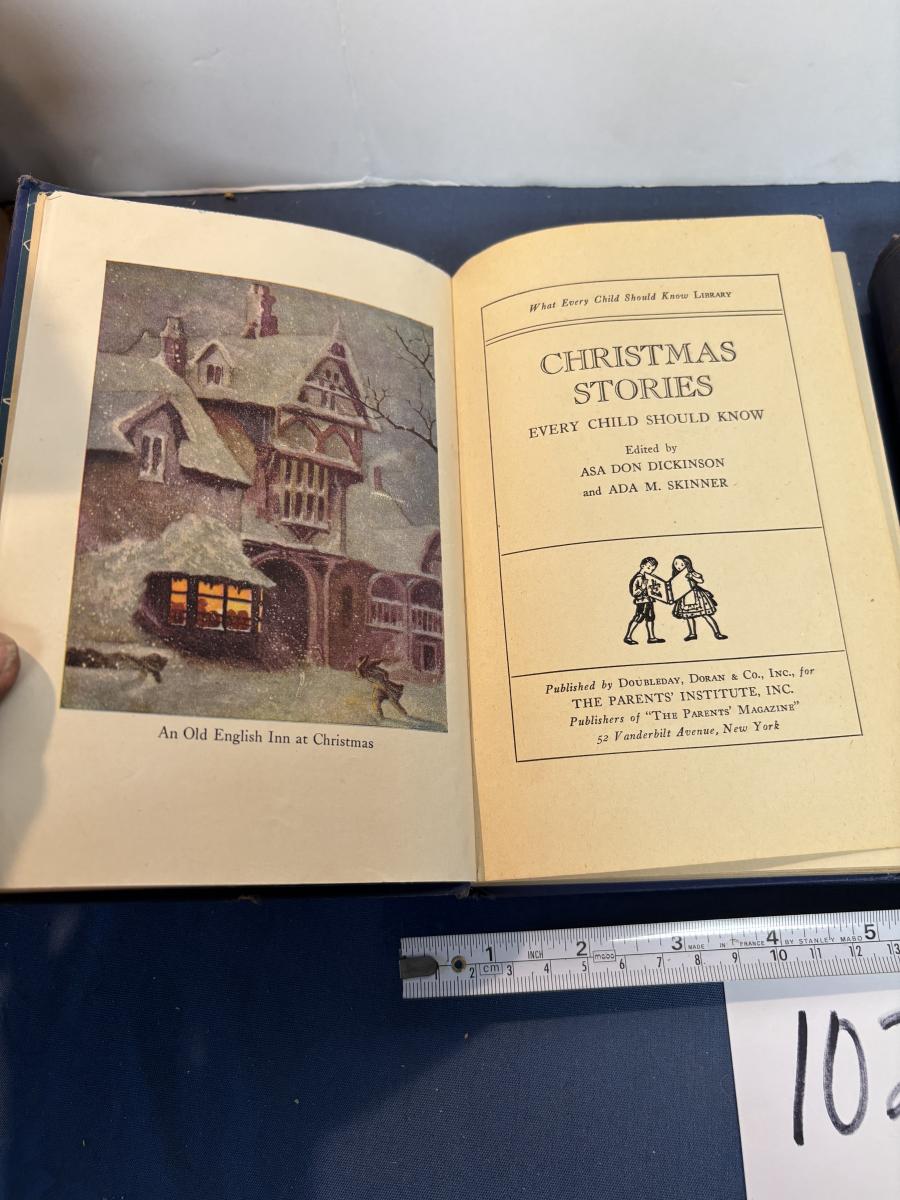 An Old English Inn at Christmas
What Every Child Should Know LIBRARY
CHRISTMAS
STORIES
EVERY CHILD SHOULD KNOW
Edited by
ASA DON DICKINSON
and ADA M. SKINNER
Published by DOUBLEDAY, DORAN & CO., INC., for
THE PARENTS' INSTITUTE, INC.
Publishers of "THE PARENTS' MAGAZINE"
52 Vanderbilt Avenue, New York
1 INCH 2 3 MADE IN FRANCE 4 BY STANLEY MABO 5
2 cm 3 4 5 mabo 6 7 8 9 10 11 12 13
102